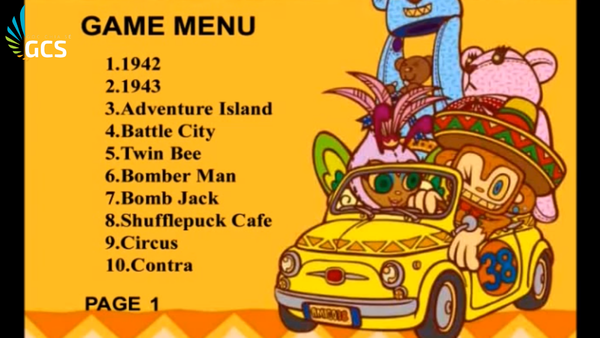 GCS
GAME MENU
1.1942
2.1943
3.Adventure Island
4.Battle City
5.Twin Bee
6.Bomber Man
7.Bomb Jack
8.Shufflepuck Cafe
9.Circus
10.Contra
38
PAGE 1